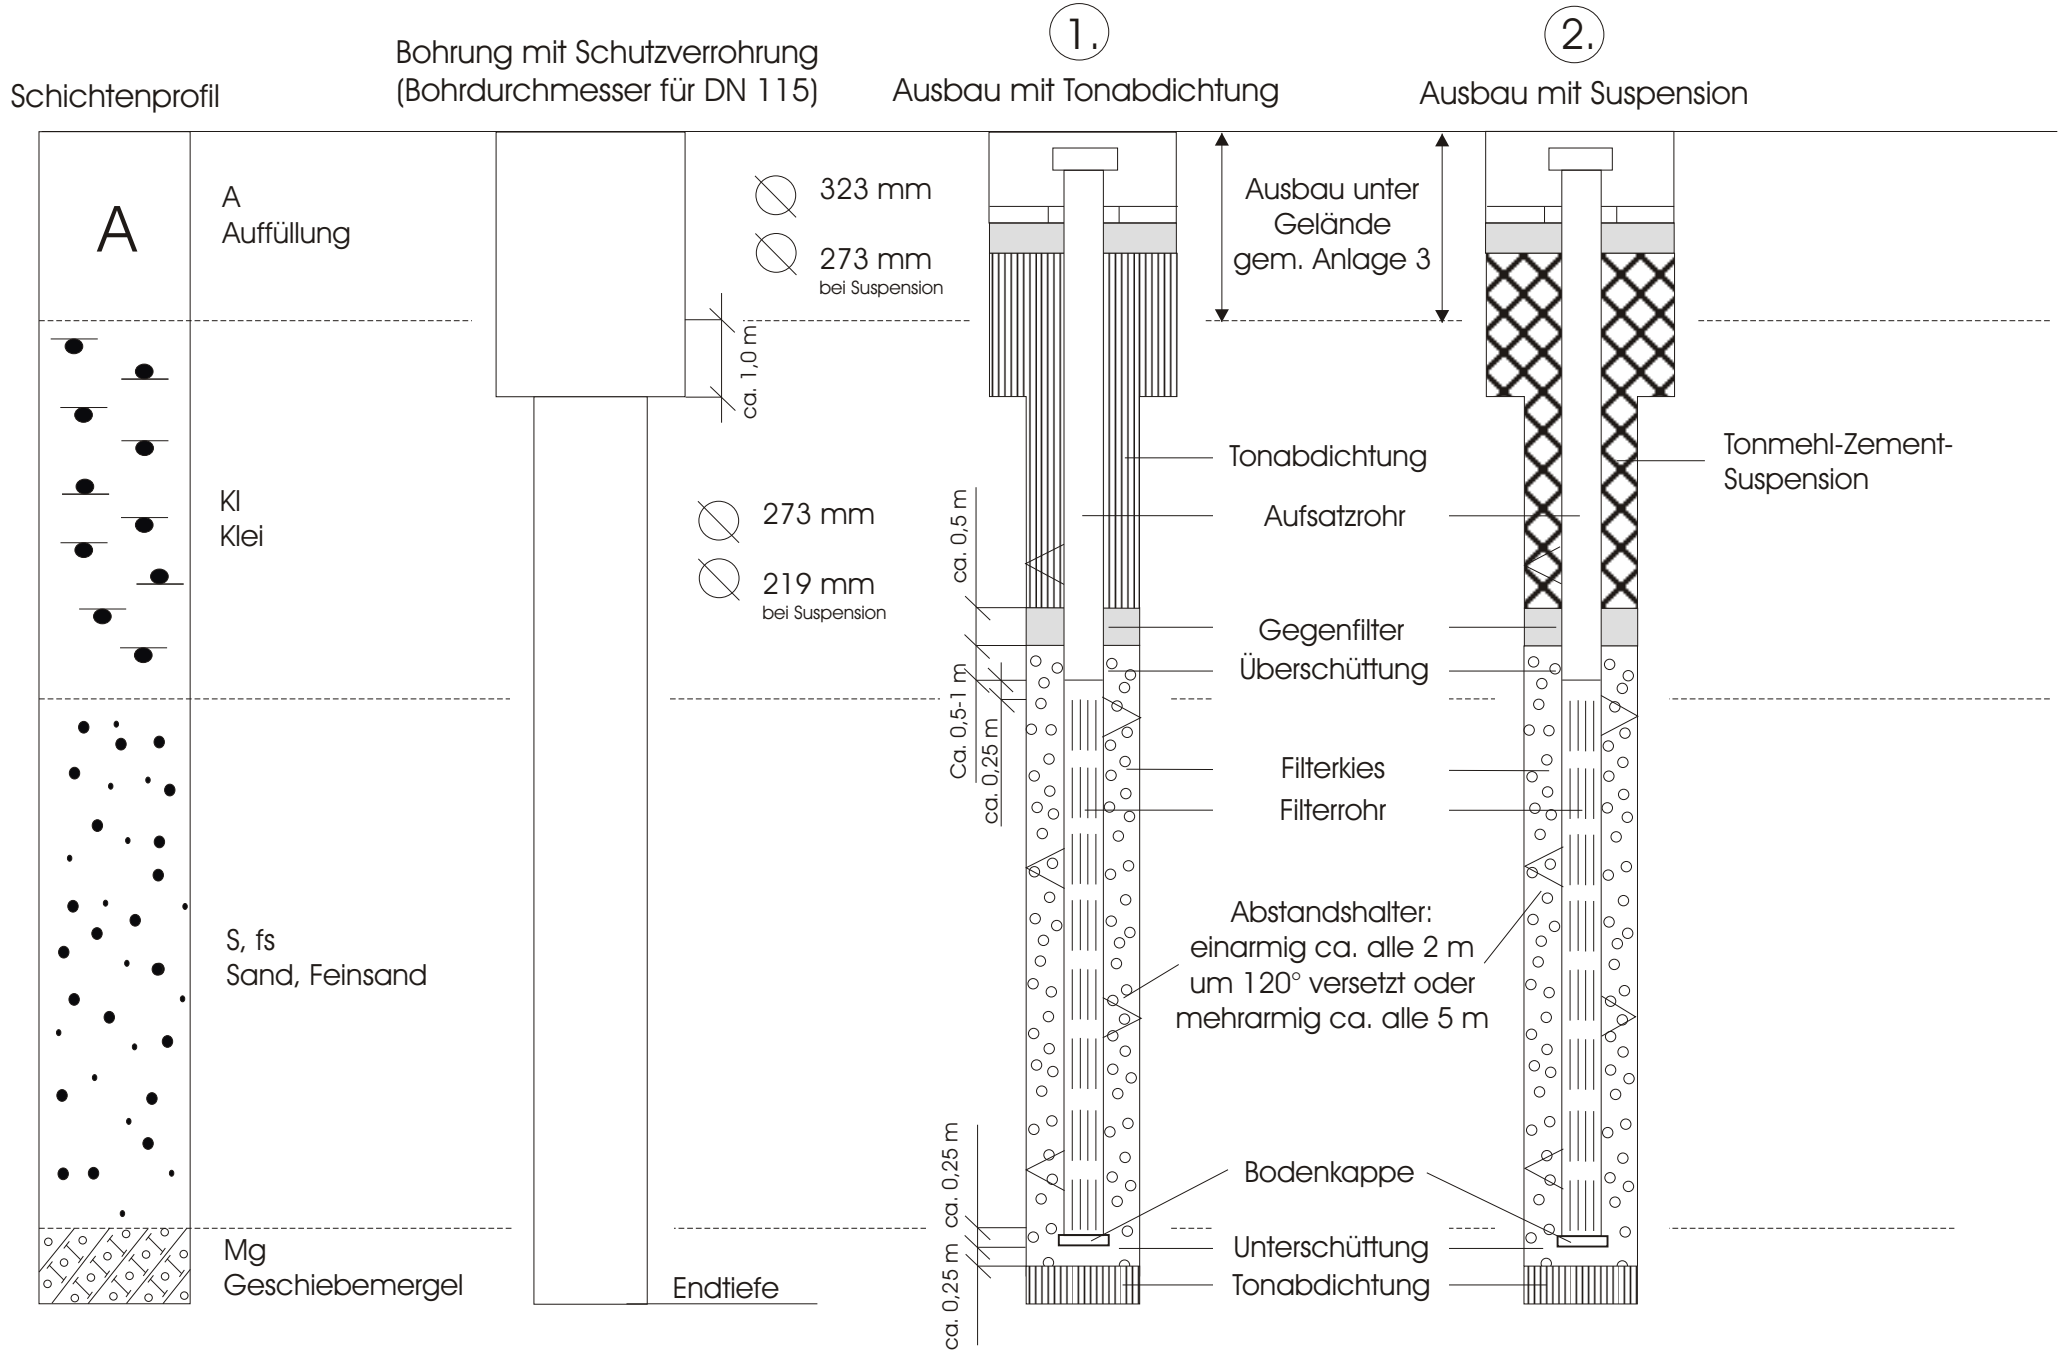 Schichtenprofil
Bohrung mit Schutzverrohrung
(Bohrdurchmesser für DN 115)
1.
Ausbau mit Tonabdichtung
2.
Ausbau mit Suspension
A
A
Auffüllung
323 mm
273 mm
bei Suspension
Ausbau unter
Gelände
gem. Anlage 3
ca. 1,0 m
Kl
Klei
273 mm
219 mm
bei Suspension
ca. 0,5 m
Tonabdichtung
Tonmehl-Zement-
Suspension
Aufsatzrohr
Gegenfilter
Überschüttung
Ca. 0,5-1 m
ca. 0,25 m
Filterkies
Filterrohr
S, fs
Sand, Feinsand
Abstandshalter:
einarmig ca. alle 2 m
um 120° versetzt oder
mehrarmig ca. alle 5 m
ca. 0,25 m
Bodenkappe
Mg
Geschiebemergel
Endtiefe
ca. 0,25 m
Unterschüttung
Tonabdichtung